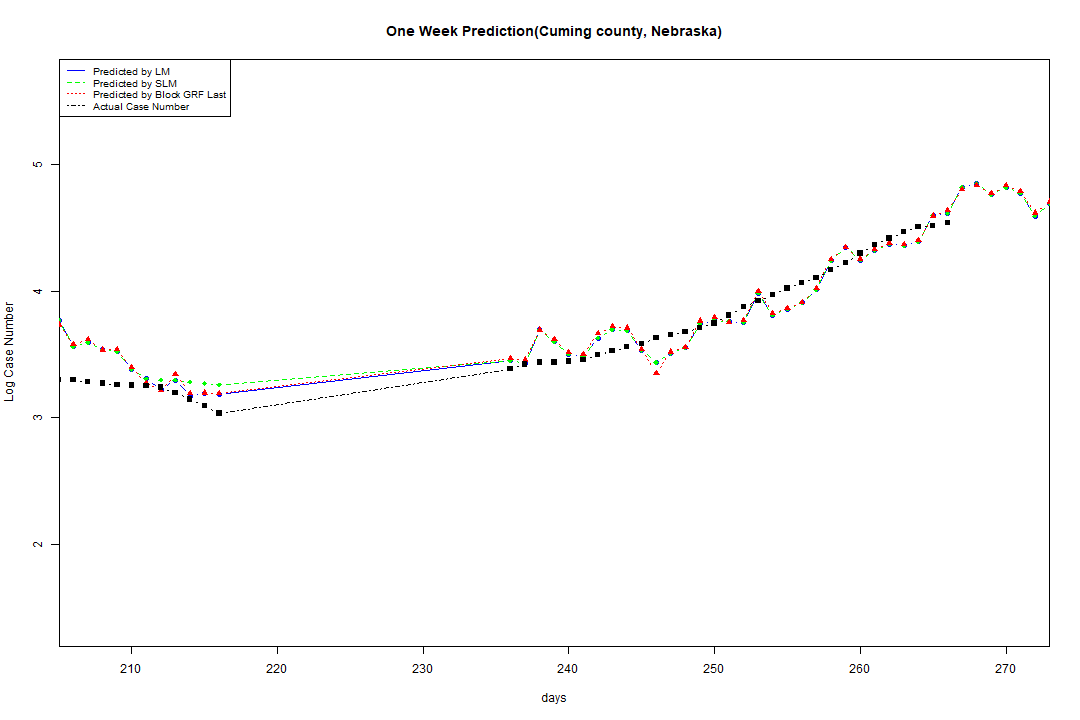 One Week Prediction(Cuming county, Nebraska)
Predicted by LM
Predicted by SLM
Predicted by Block GRF Last
Actual Case Number
Log Case Number
5
4
3
2
210 220 230 240 250 260 270
days